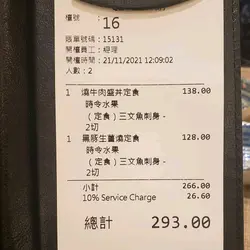 檯號：
16
賬單號碼：15131
開檯員工：經理
開檯時間：21/11/2021 12:09:02
人數：2
1 燒牛肉盛丼定食 138.00
時令水果
（定食）三文魚刺身 -
2切
1 黑豚生薑燒定食 128.00
時令水果
（定食）三文魚刺身 -
2切
小計 266.00
10% Service Charge 26.60
總計 293.00